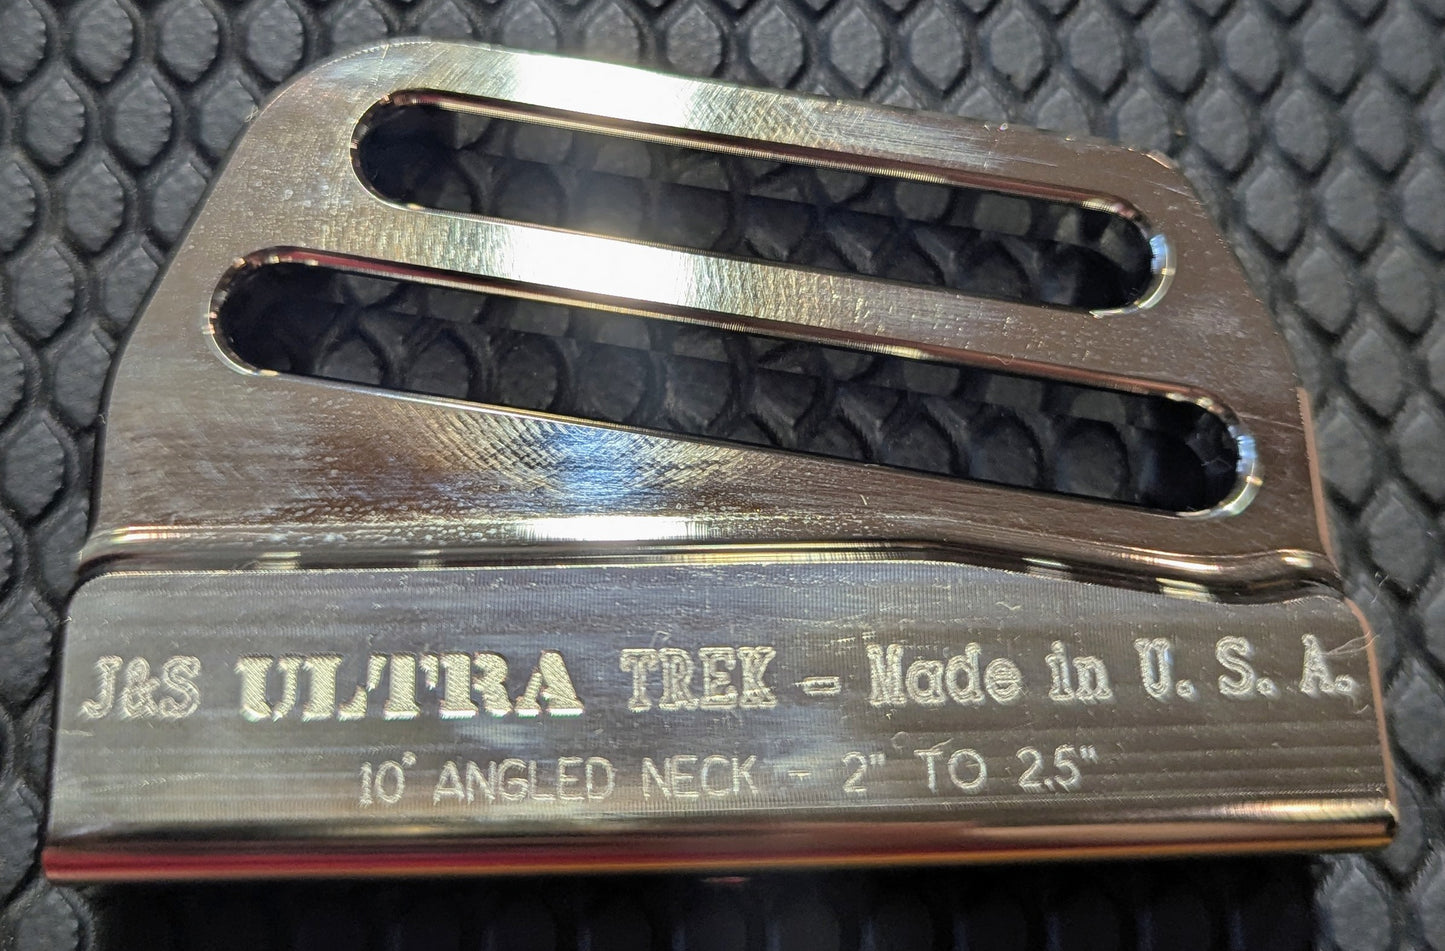 J&S ULTRA TREK - Made in U. S. A.
10° ANGLED NECK - 2" TO 2.5"